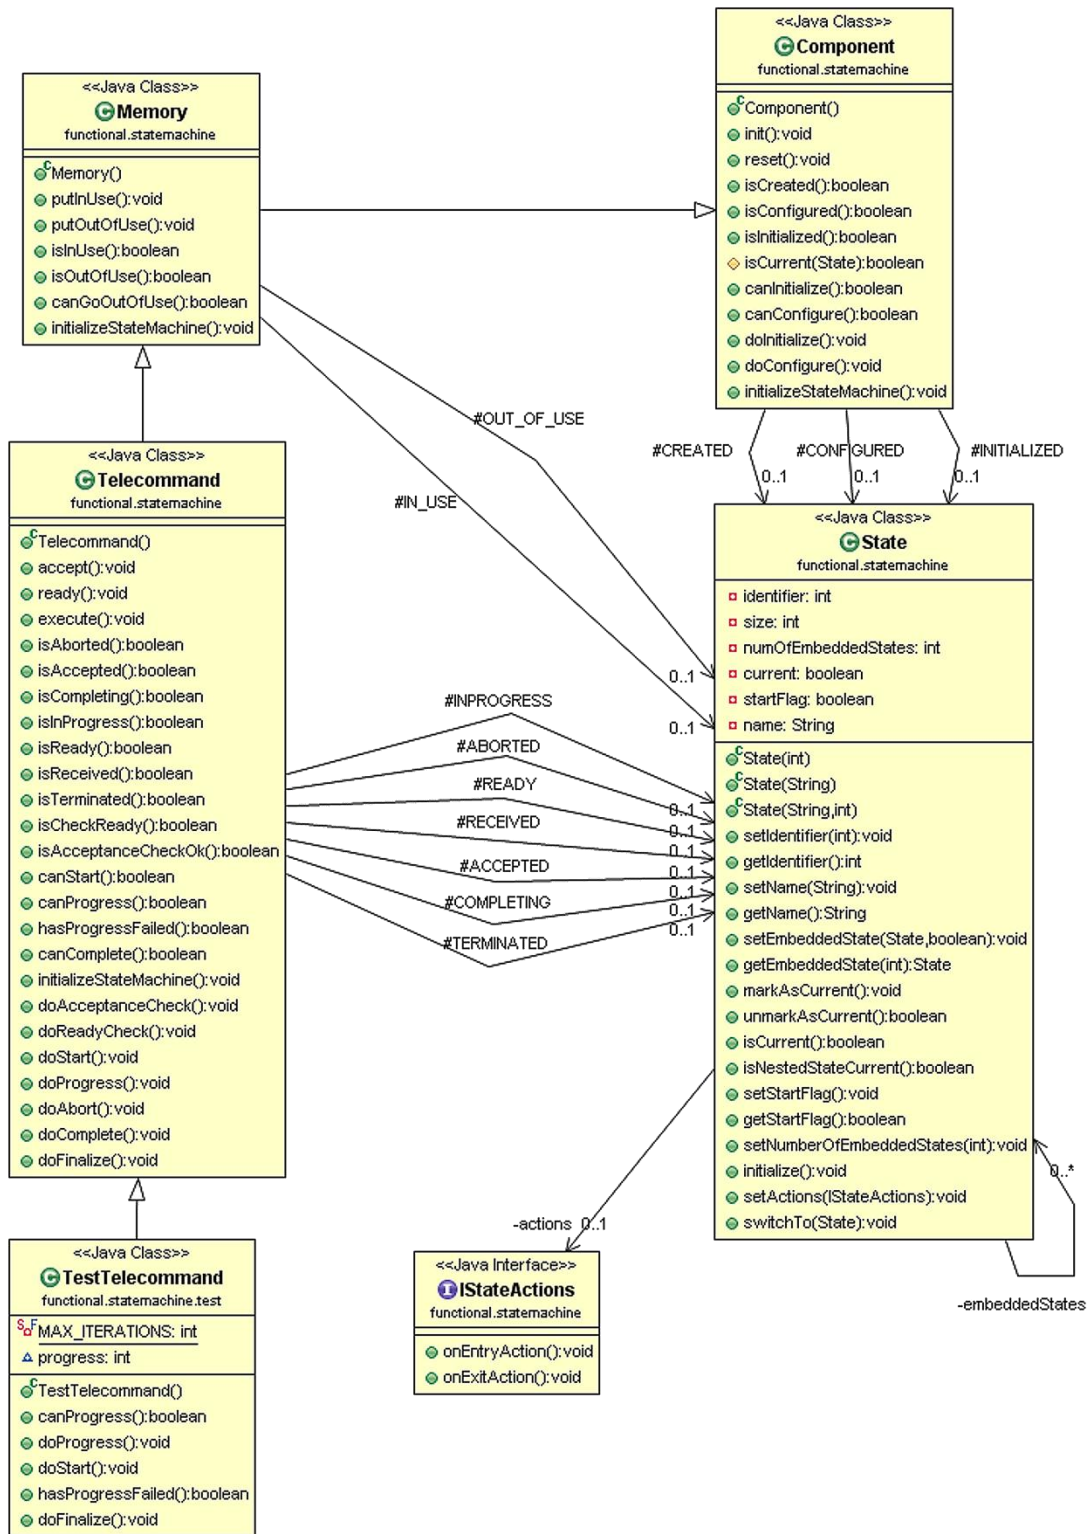 <<Java Class>>
Component
functional.statemachine
Component()
init():void
reset():void
isCreated():boolean
isConfigured():boolean
isInitialized():boolean
isCurrent(State):boolean
canInitialize():boolean
canConfigure():boolean
doInitialize():void
doConfigure():void
initializeStateMachine():void
<<Java Class>>
Memory
functional.statemachine
Memory()
putInUse():void
putOutOfUse():void
isInUse():boolean
isOutOfUse():boolean
canGoOutOfUse():boolean
initializeStateMachine():void
#OUT_OF_USE
#IN_USE
0..1
0..1
#CREATED
#CONFIGURED
#INITIALIZED
0..1
0..1
0..1
<<Java Class>>
Telecommand
functional.statemachine
Telecommand()
accept():void
ready():void
execute():void
isAborted():boolean
isAccepted():boolean
isCompleting():boolean
isInProgress():boolean
isReady():boolean
isReceived():boolean
isTerminated():boolean
isCheckReady():boolean
isAcceptanceCheckOk():boolean
canStart():boolean
canProgress():boolean
hasProgressFailed():boolean
canComplete():boolean
initializeStateMachine():void
doAcceptanceCheck():void
doReadyCheck():void
doStart():void
doProgress():void
doAbort():void
doComplete():void
doFinalize():void
#INPROGRESS
#ABORTED
#READY
#RECEIVED
#ACCEPTED
#COMPLETING
#TERMINATED
0..1
0..1
0..1
0..1
0..1
0..1
0..1
<<Java Class>>
State
functional.statemachine
identifier: int
size: int
numOfEmbeddedStates: int
current: boolean
startFlag: boolean
name: String
State(int)
State(String)
State(String,int)
setIdentifier(int):void
getIdentifier():int
setName(String):void
getName():String
setEmbeddedState(State,boolean):void
getEmbeddedState(int):State
markAsCurrent():void
unmarkAsCurrent():boolean
isCurrent():boolean
isNestedStateCurrent():boolean
setStartFlag():void
getStartFlag():boolean
setNumberOfEmbeddedStates(int):void
initialize():void
setActions(IStateActions):void
switchTo(State):void
0..*
-embeddedStates
-actions 0..1
<<Java Interface>>
IStateActions
functional.statemachine
onEntryAction():void
onExitAction():void
<<Java Class>>
TestTelecommand
functional.statemachine.test
MAX_ITERATIONS: int
progress: int
TestTelecommand()
canProgress():boolean
doProgress():void
doStart():void
hasProgressFailed():boolean
doFinalize():void